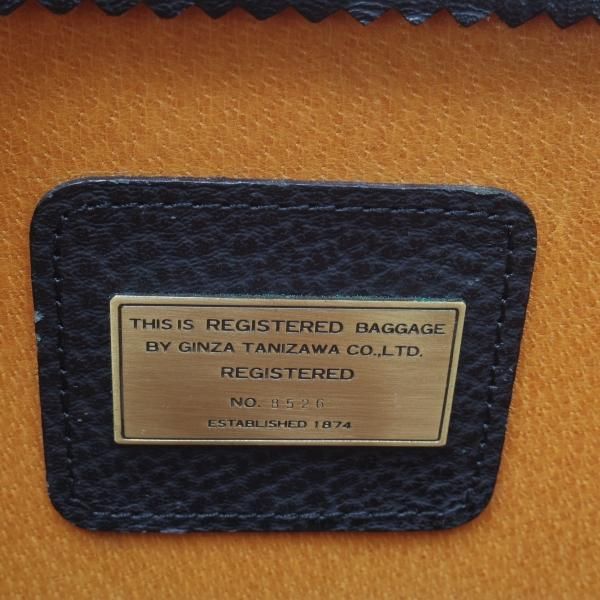 THIS IS REGISTERED BAGGAGE
BY GINZA TANIZAWA CO.,LTD.
REGISTERED
NO. 8526
ESTABLISHED 1874